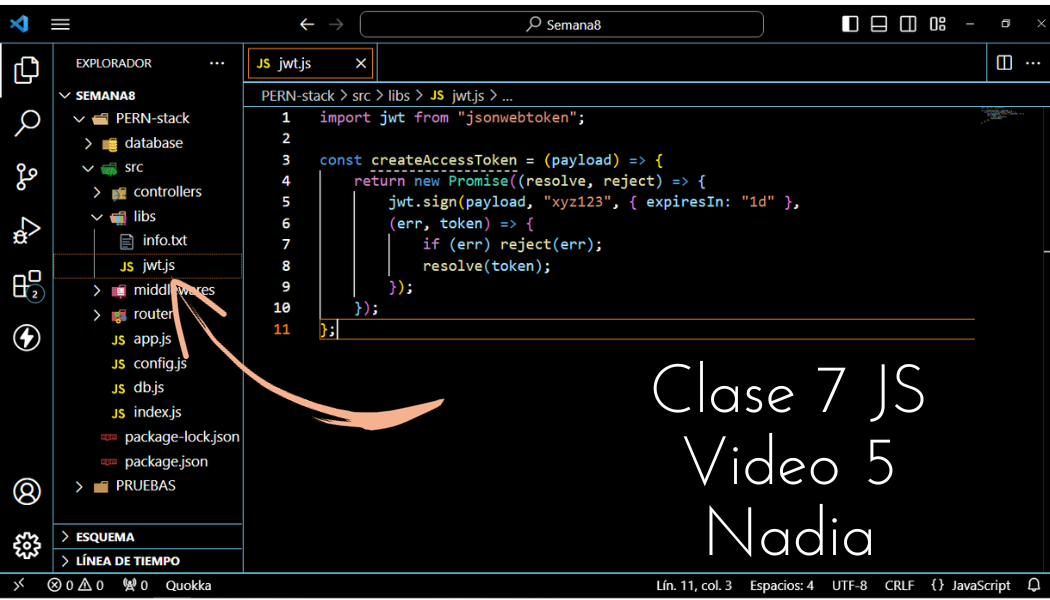 Semana8
EXPLORADOR
JS jwt.js
SEMANA8
PERN-stack
database
src
controllers
libs
info.txt
JS jwt.js
middlewares
router
JS app.js
JS config.js
JS db.js
JS index.js
package-lock.json
package.json
PRUEBAS
ESQUEMA
LÍNEA DE TIEMPO
2
PERN-stack > src > libs > JS jwt.js > ...
1 import jwt from "jsonwebtoken";
2
3 const createAccessToken = (payload) => {
4 return new Promise((resolve, reject) => {
5 jwt.sign(payload, "xyz123", { expiresIn: "1d" },
6 (err, token) => {
7 if (err) reject(err);
8 resolve(token);
9 });
10 });
11 };
Clase 7 JS
Video 5
Nadia
0 0 0 Quokka Lín. 11, col. 3 Espacios: 4 UTF-8 CRLF {} JavaScript